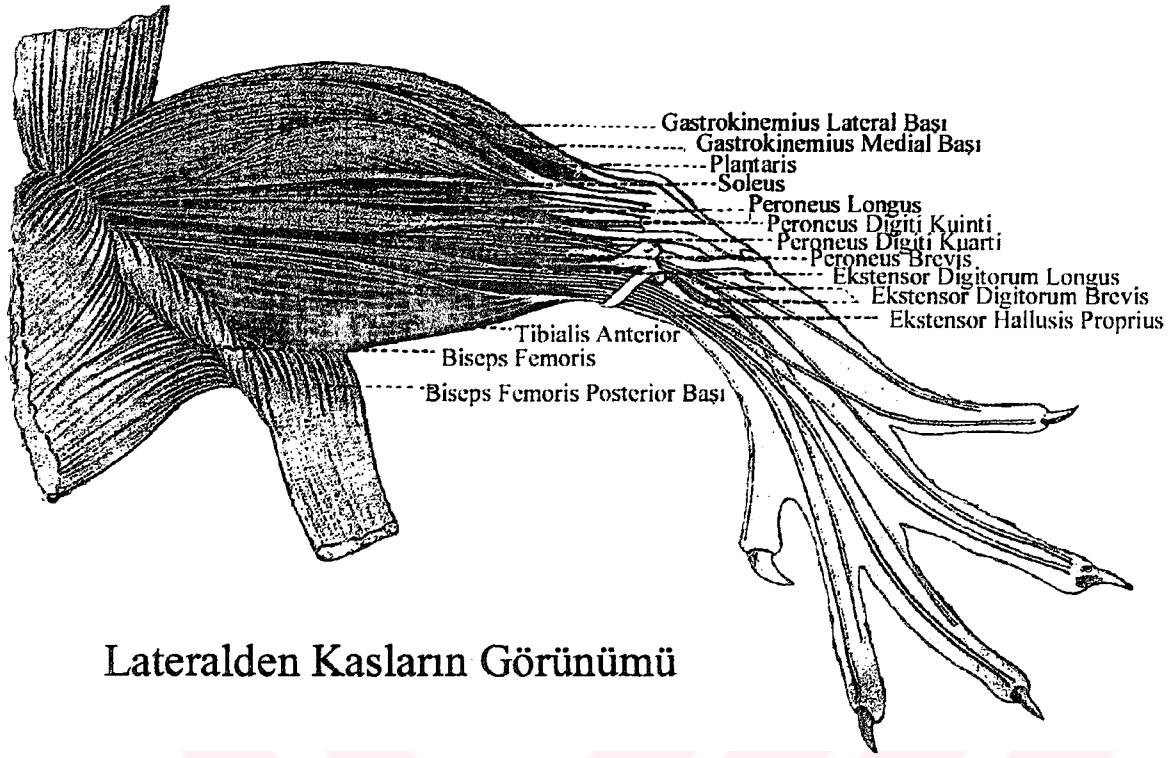 Gastrokinemius Lateral Başı
Gastrokinemius Medial Başı
Plantaris
Soleus
Peroneus Longus
Peroneus Digiti Kuinti
Peroneus Digiti Kuarti
Peroneus Brevis
Ekstensor Digitorum Longus
Ekstensor Digitorum Brevis
Ekstensor Hallusis Proprius
Tibialis Anterior
Biseps Femoris
Biseps Femoris Posterior Başı
Lateralden Kasların Görünümü